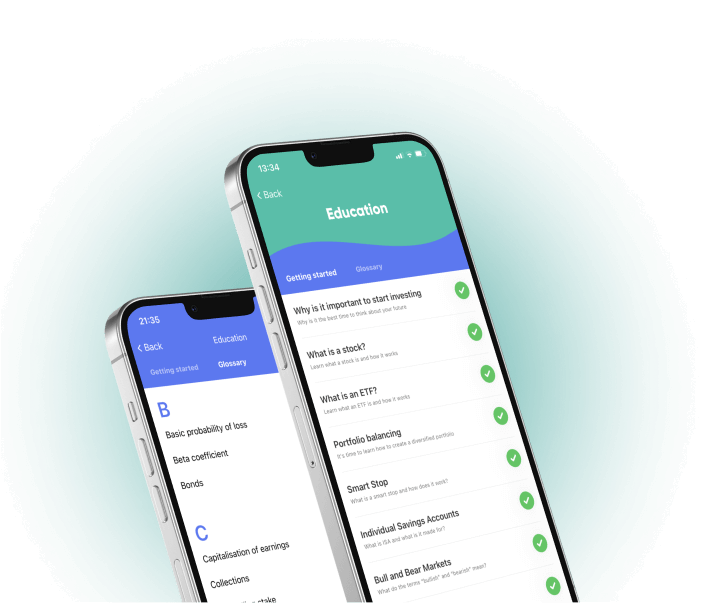 13:34
Back
Education
Getting started
Glossary
Why is it important to start investing
Why is it the best time to think about your future
What is a stock?
Learn what a stock is and how it works
What is an ETF?
Learn what an ETF is and how it works
Portfolio balancing
It's time to learn how to create a diversified portfolio
Smart Stop
What is a smart stop and how does it work?
Individual Savings Accounts
What is ISA and what is it made for?
Bull and Bear Markets
What do the terms "bullish" and "bearish" mean?
21:35
Back
Education
Getting started
Glossary
B
Basic probability of loss
Beta coefficient
Bonds
C
Capitalisation of earnings
Collections
stake